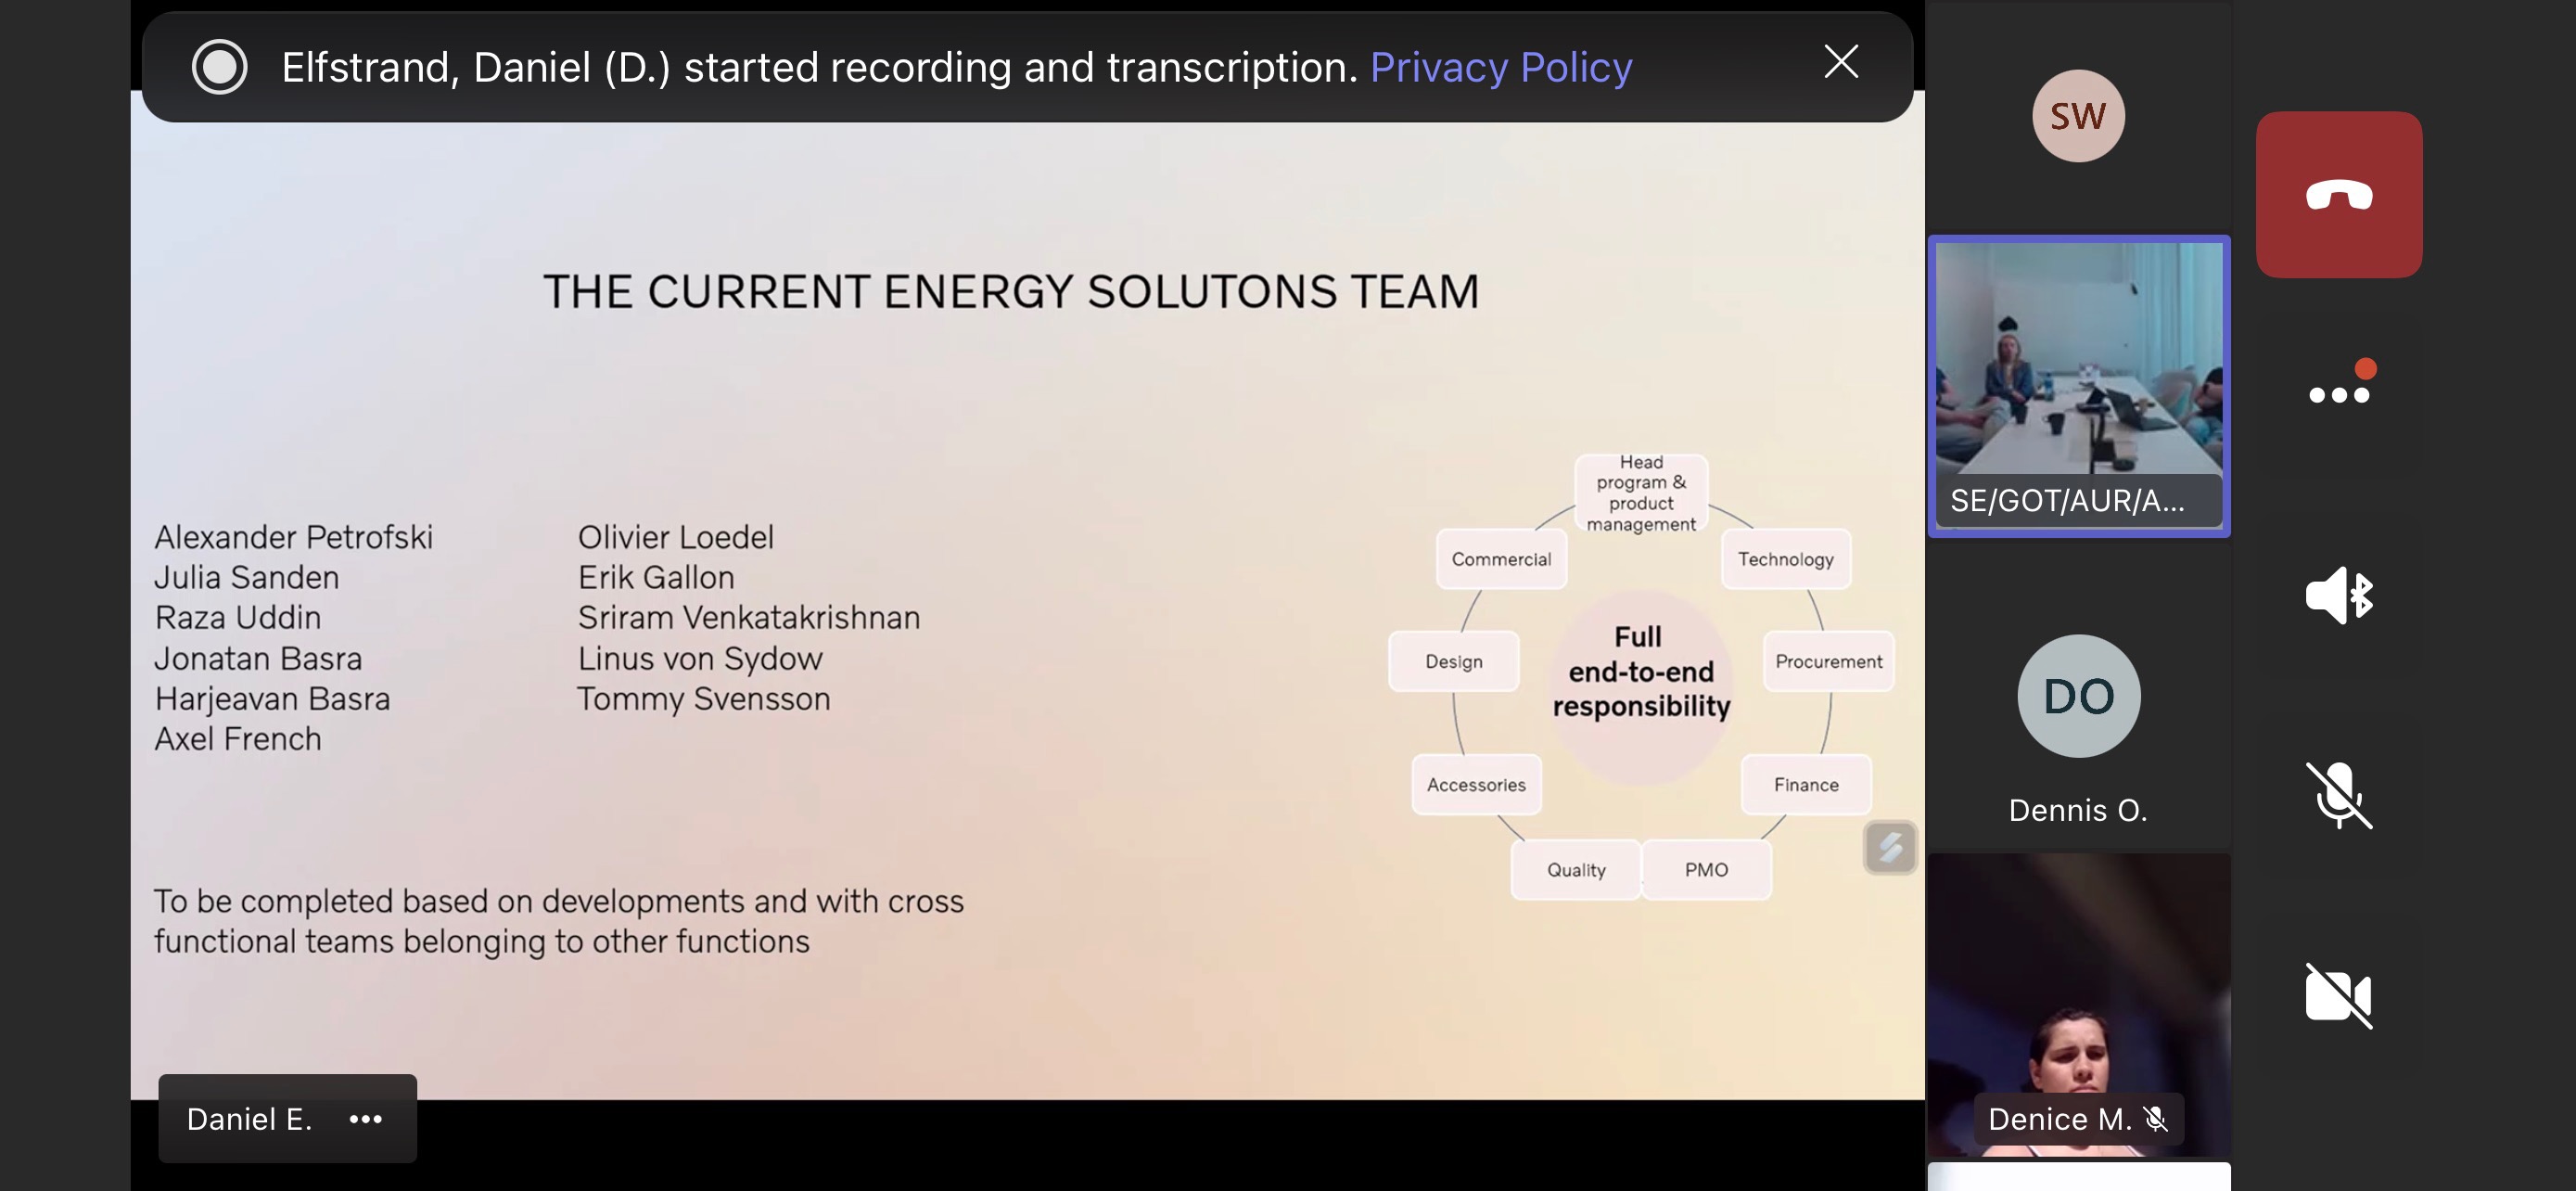 Elfstrand, Daniel (D.) started recording and transcription. Privacy Policy
THE CURRENT ENERGY SOLUTONS TEAM
Alexander Petrofski
Julia Sanden
Raza Uddin
Jonatan Basra
Harjeavan Basra
Axel French
Olivier Loedel
Erik Gallon
Sriram Venkatakrishnan
Linus von Sydow
Tommy Svensson
To be completed based on developments and with cross
functional teams belonging to other functions
Head
program &
product
management
Technology
Procurement
Finance
PMO
Quality
Accessories
Design
Commercial
Full
end-to-end
responsibility
Daniel E.
SW
SE/GOT/AUR/A...
DO
Dennis O.
Denice M.